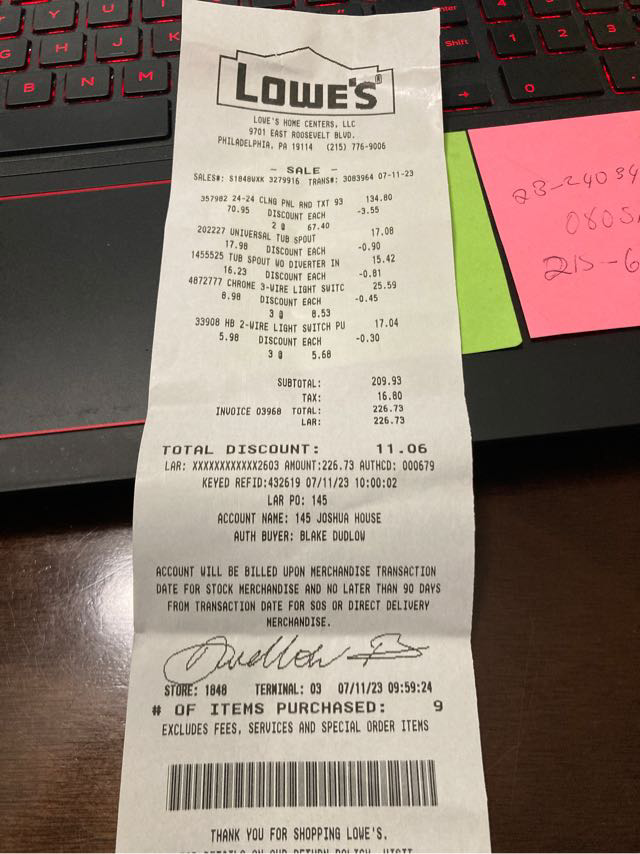 LOWE'S
LOWE'S HOME CENTERS, LLC
9701 EAST ROOSEVELT BLVD.
PHILADELPHIA, PA 19114 (215) 776-9006
- SALE -
SALES#: S1848WXK 3279916 TRANS#: 3083964 07-11-23
357982 24-24 CLNG PNL RND TXT 93 134.80
70.95 DISCOUNT EACH -3.55
2 @ 67.40
202227 UNIVERSAL TUB SPOUT 17.08
17.98 DISCOUNT EACH -0.90
1455525 TUB SPOUT WO DIVERTER IN 15.42
16.23 DISCOUNT EACH -0.81
4872777 CHROME 3-WIRE LIGHT SWITC 25.59
8.98 DISCOUNT EACH -0.45
3 @ 8.53
33908 HB 2-WIRE LIGHT SWITCH PU 17.04
5.98 DISCOUNT EACH -0.30
3 @ 5.68
SUBTOTAL: 209.93
TAX: 16.80
INVOICE 03968 TOTAL: 226.73
LAR: 226.73
TOTAL DISCOUNT: 11.06
LAR: XXXXXXXXXXXX2603 AMOUNT:226.73 AUTHCD: 000679
KEYED REFID:432619 07/11/23 10:00:02
LAR PO: 145
ACCOUNT NAME: 145 JOSHUA HOUSE
AUTH BUYER: BLAKE DUDLOW
ACCOUNT WILL BE BILLED UPON MERCHANDISE TRANSACTION
DATE FOR STOCK MERCHANDISE AND NO LATER THAN 90 DAYS
FROM TRANSACTION DATE FOR SOS OR DIRECT DELIVERY
MERCHANDISE.
Dudlow B
STORE: 1848 TERMINAL: 03 07/11/23 09:59:24
# OF ITEMS PURCHASED: 9
EXCLUDES FEES, SERVICES AND SPECIAL ORDER ITEMS
THANK YOU FOR SHOPPING LOWE'S.
Y U I
G H J
B N M
Enter
Shift
1 2 3
0